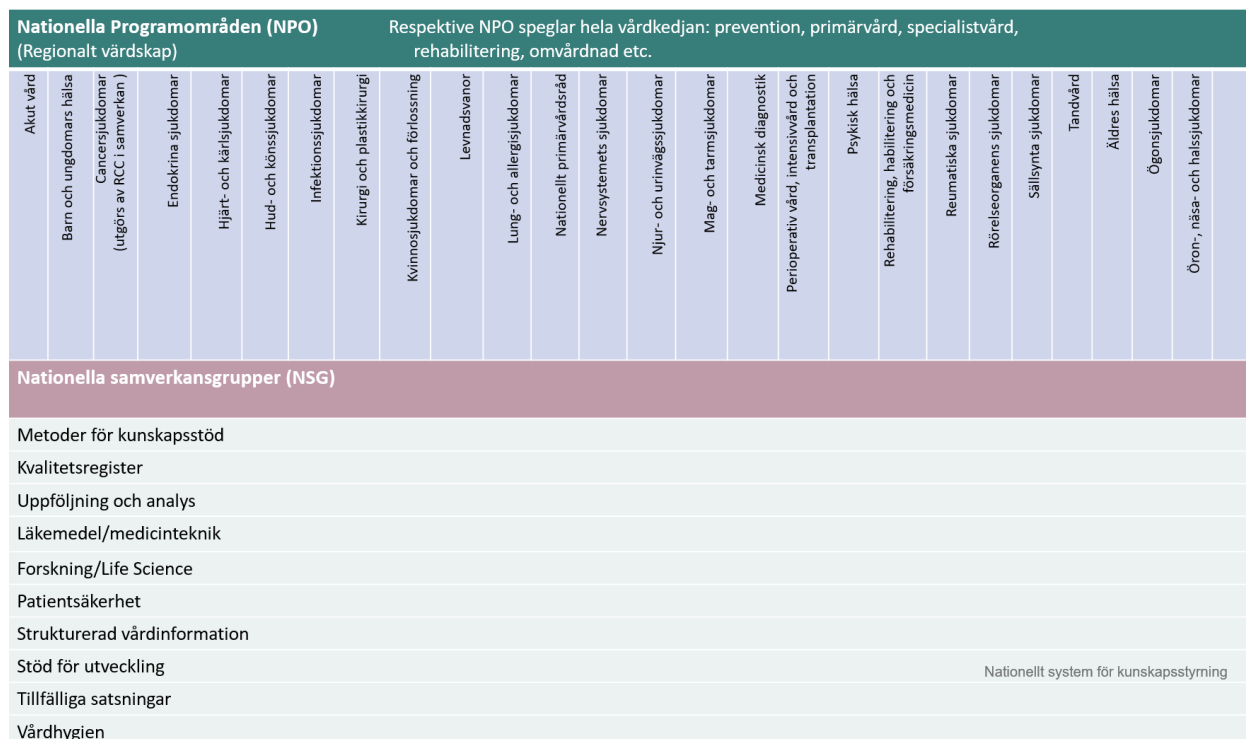 Nationella Programområden (NPO)
(Regionalt värdskap)
Respektive NPO speglar hela vårdkedjan: prevention, primärvård, specialistvård,
rehabilitering, omvårdnad etc.
Akut vård
Barn och ungdomars hälsa
Cancersjukdomar
(utgörs av RCC i samverkan )
Endokrina sjukdomar
Hjärt- och kärlsjukdomar
Hud- och könssjukdomar
Infektionssjukdomar
Kirurgi och plastikkirurgi
Kvinnosjukdomar och förlossning
Levnadsvanor
Lung- och allergisjukdomar
Nationellt primärvårdsråd
Nervsystemets sjukdomar
Njur- och urinvägssjukdomar
Mag- och tarmsjukdomar
Medicinsk diagnostik
Perioperativ vård, intensivvård och
transplantation
Psykisk hälsa
Rehabilitering, habilitering och
försäkringsmedicin
Reumatiska sjukdomar
Rörelseorganens sjukdomar
Sällsynta sjukdomar
Tandvård
Äldres hälsa
Ögonsjukdomar
Öron-, näsa- och halssjukdomar
Nationella samverkansgrupper (NSG)
Metoder för kunskapsstöd
Kvalitetsregister
Uppföljning och analys
Läkemedel/medicinteknik
Forskning/Life Science
Patientsäkerhet
Strukturerad vårdinformation
Stöd för utveckling
Nationellt system för kunskapsstyrning
Tillfälliga satsningar
Vårdhygien